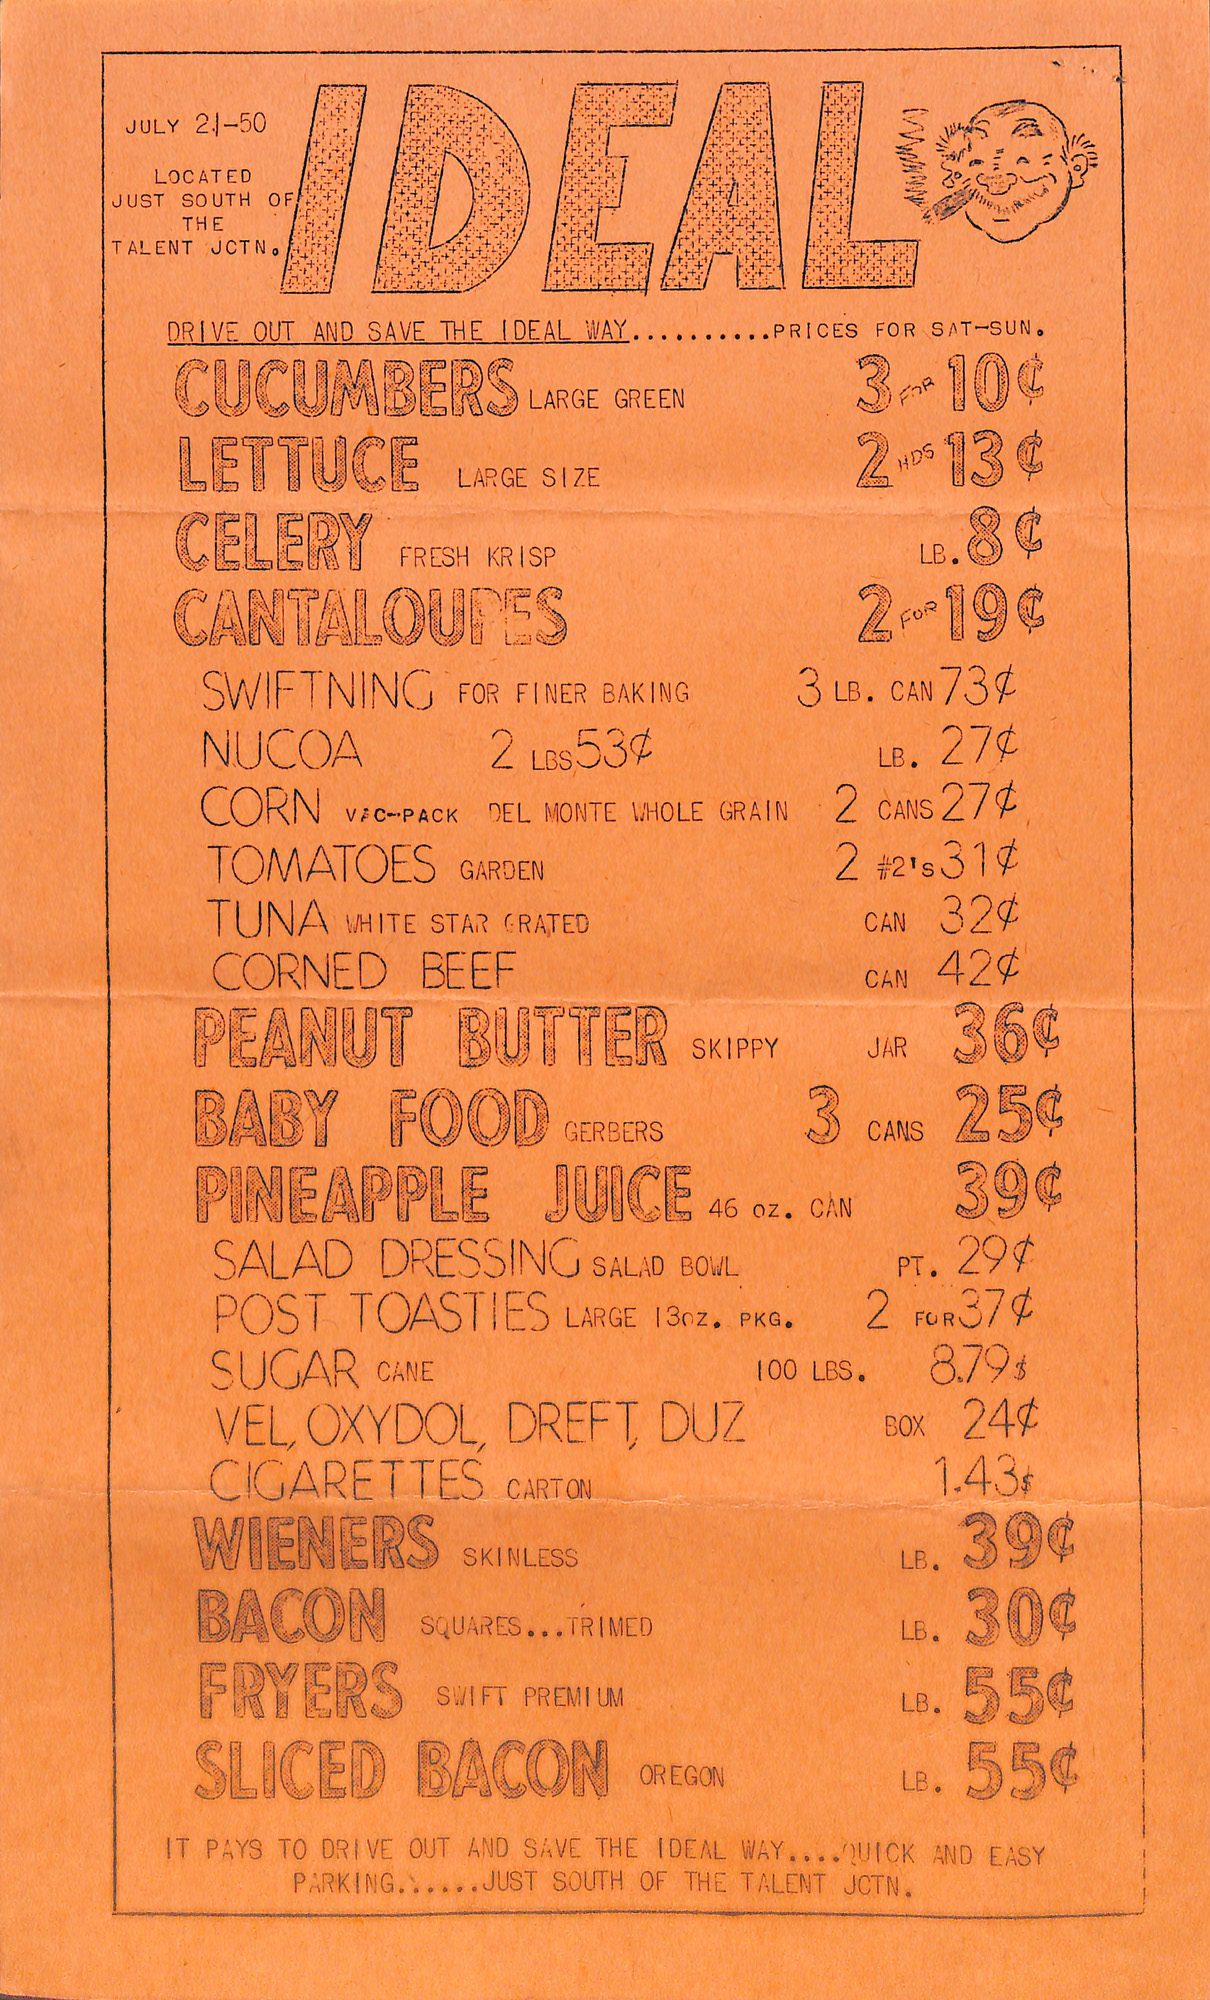 JULY 21-50
LOCATED
JUST SOUTH OF
THE
TALENT JCTN.
IDEAL
DRIVE OUT AND SAVE THE IDEAL WAY...........PRICES FOR SAT-SUN.
CUCUMBERS LARGE GREEN 3 FOR 10¢
LETTUCE LARGE SIZE 2 HDS 13¢
CELERY FRESH KRISP LB. 8¢
CANTALOUPES 2 FOR 19¢
SWIFTNING FOR FINER BAKING 3 LB. CAN 73¢
NUCOA 2 LBS 53¢ LB. 27¢
CORN VAC-PACK DEL MONTE WHOLE GRAIN 2 CANS 27¢
TOMATOES GARDEN 2 #2's 31¢
TUNA WHITE STAR GRATED CAN 32¢
CORNED BEEF CAN 42¢
PEANUT BUTTER SKIPPY JAR 36¢
BABY FOOD GERBERS 3 CANS 25¢
PINEAPPLE JUICE 46 oz. CAN 39¢
SALAD DRESSING SALAD BOWL PT. 29¢
POST TOASTIES LARGE 13oz. PKG. 2 FOR 37¢
SUGAR CANE 100 LBS. 8.79$
VEL, OXYDOL, DREFT, DUZ BOX 24¢
CIGARETTES CARTON 1.43$
WIENERS SKINLESS LB. 39¢
BACON SQUARES...TRIMED LB. 30¢
FRYERS SWIFT PREMIUM LB. 55¢
SLICED BACON OREGON LB. 55¢
IT PAYS TO DRIVE OUT AND SAVE THE IDEAL WAY....QUICK AND EASY
PARKING......JUST SOUTH OF THE TALENT JCTN.